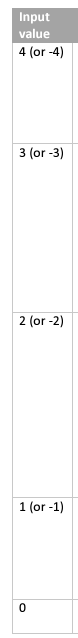 Input
value
4 (or -4)
3 (or -3)
2 (or -2)
1 (or -1)
0